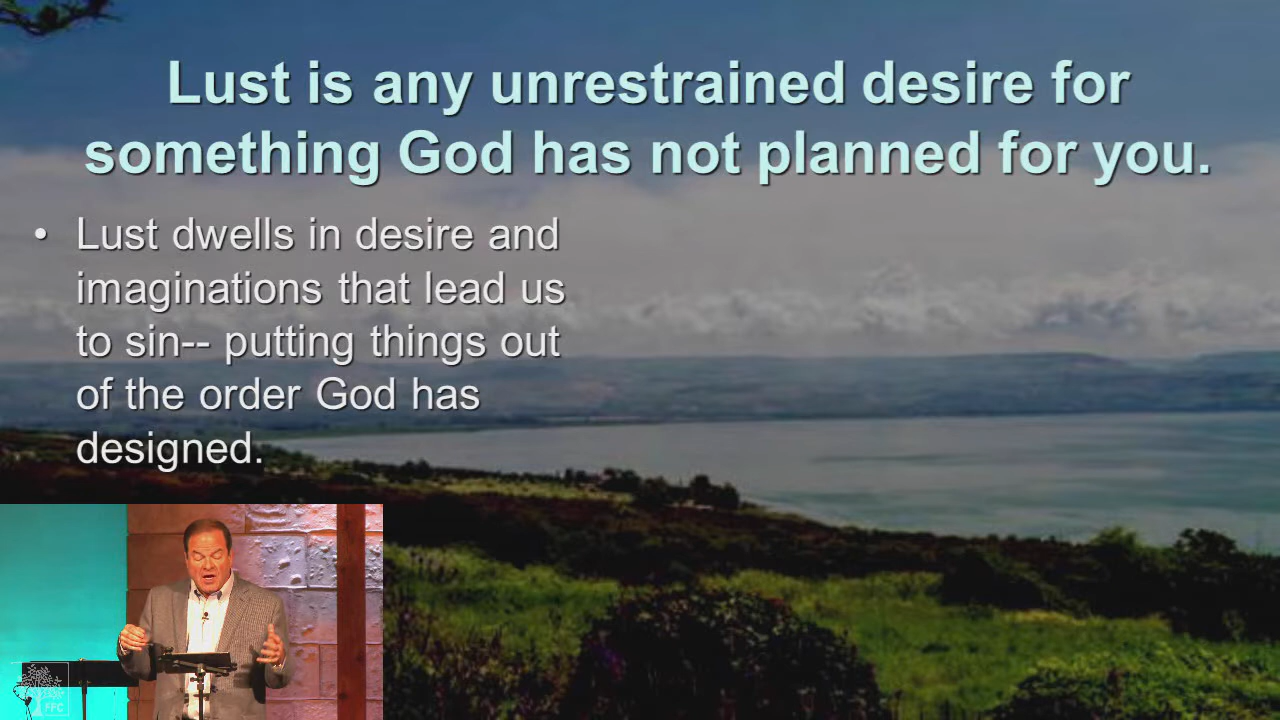 Lust is any unrestrained desire for
something God has not planned for you.
• Lust dwells in desire and
imaginations that lead us
to sin-- putting things out
of the order God has
designed.
FPC